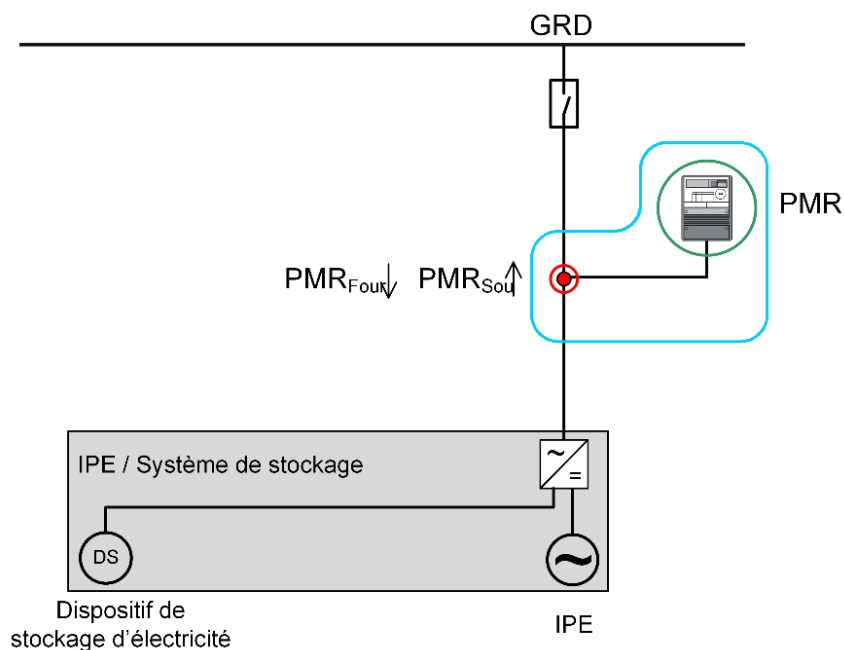 GRD
PMR
PMRFour PMRSou
IPE / Système de stockage
DS
Dispositif de
stockage d’électricité
IPE